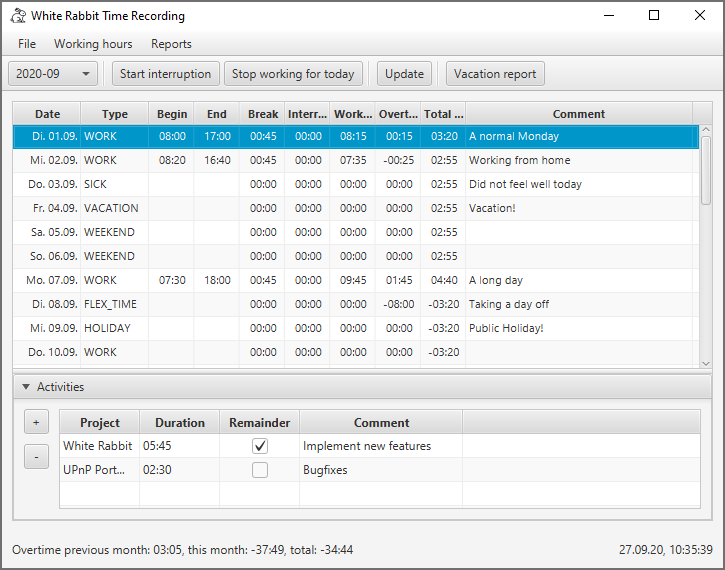 White Rabbit Time Recording
File Working hours Reports
2020-09 Start interruption Stop working for today Update Vacation report
Date Type Begin End Break Interr... Work... Overt... Total ... Comment
Di. 01.09. WORK 08:00 17:00 00:45 00:00 08:15 00:15 03:20 A normal Monday
Mi. 02.09. WORK 08:20 16:40 00:45 00:00 07:35 -00:25 02:55 Working from home
Do. 03.09. SICK 00:00 00:00 00:00 00:00 02:55 Did not feel well today
Fr. 04.09. VACATION 00:00 00:00 00:00 00:00 02:55 Vacation!
Sa. 05.09. WEEKEND 00:00 00:00 00:00 00:00 02:55
So. 06.09. WEEKEND 00:00 00:00 00:00 00:00 02:55
Mo. 07.09. WORK 07:30 18:00 00:45 00:00 09:45 01:45 04:40 A long day
Di. 08.09. FLEX_TIME 00:00 00:00 00:00 -08:00 -03:20 Taking a day off
Mi. 09.09. HOLIDAY 00:00 00:00 00:00 00:00 -03:20 Public Holiday!
Do. 10.09. WORK 00:00 00:00 00:00 00:00 -03:20
Activities
+
-
Project Duration Remainder Comment
White Rabbit 05:45 Implement new features
UPnP Port... 02:30 Bugfixes
Overtime previous month: 03:05, this month: -37:49, total: -34:44 27.09.20, 10:35:39